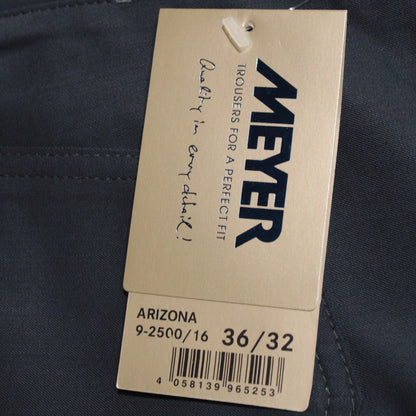 MEYER
TROUSERS FOR A PERFECT FIT
Quality in every detail!
ARIZONA
9-2500/16 36/32
4 058139 965253